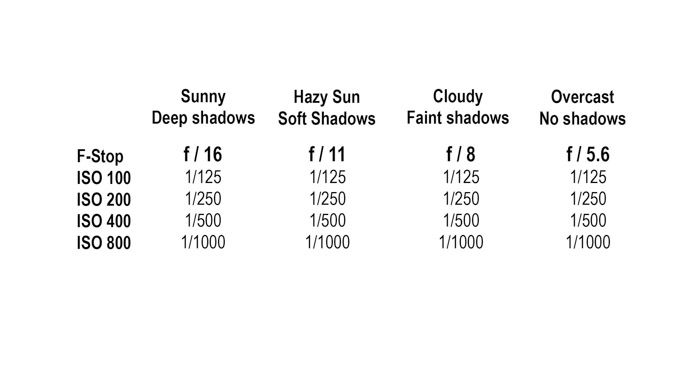 Sunny Hazy Sun Cloudy Overcast
Deep shadows Soft Shadows Faint shadows No shadows
F-Stop f / 16 f / 11 f / 8 f / 5.6
ISO 100 1/125 1/125 1/125 1/125
ISO 200 1/250 1/250 1/250 1/250
ISO 400 1/500 1/500 1/500 1/500
ISO 800 1/1000 1/1000 1/1000 1/1000